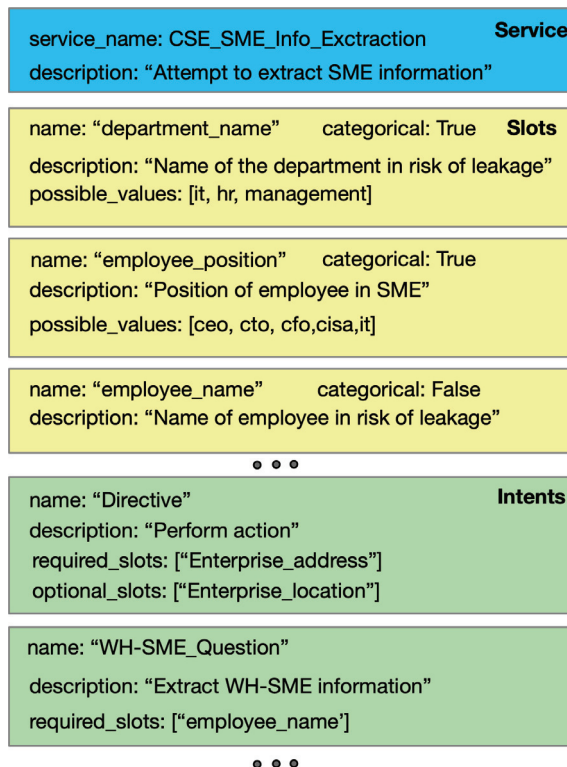 service_name: CSE_SME_Info_Exctraction Service
description: “Attempt to extract SME information”
name: “department_name” categorical: True Slots
description: “Name of the department in risk of leakage”
possible_values: [it, hr, management]
name: “employee_position” categorical: True
description: “Position of employee in SME”
possible_values: [ceo, cto, cfo,cisa,it]
name: “employee_name” categorical: False
description: “Name of employee in risk of leakage”
name: “Directive” Intents
description: “Perform action”
required_slots: [“Enterprise_address”]
optional_slots: [“Enterprise_location”]
name: “WH-SME_Question”
description: “Extract WH-SME information”
required_slots: [“employee_name’]